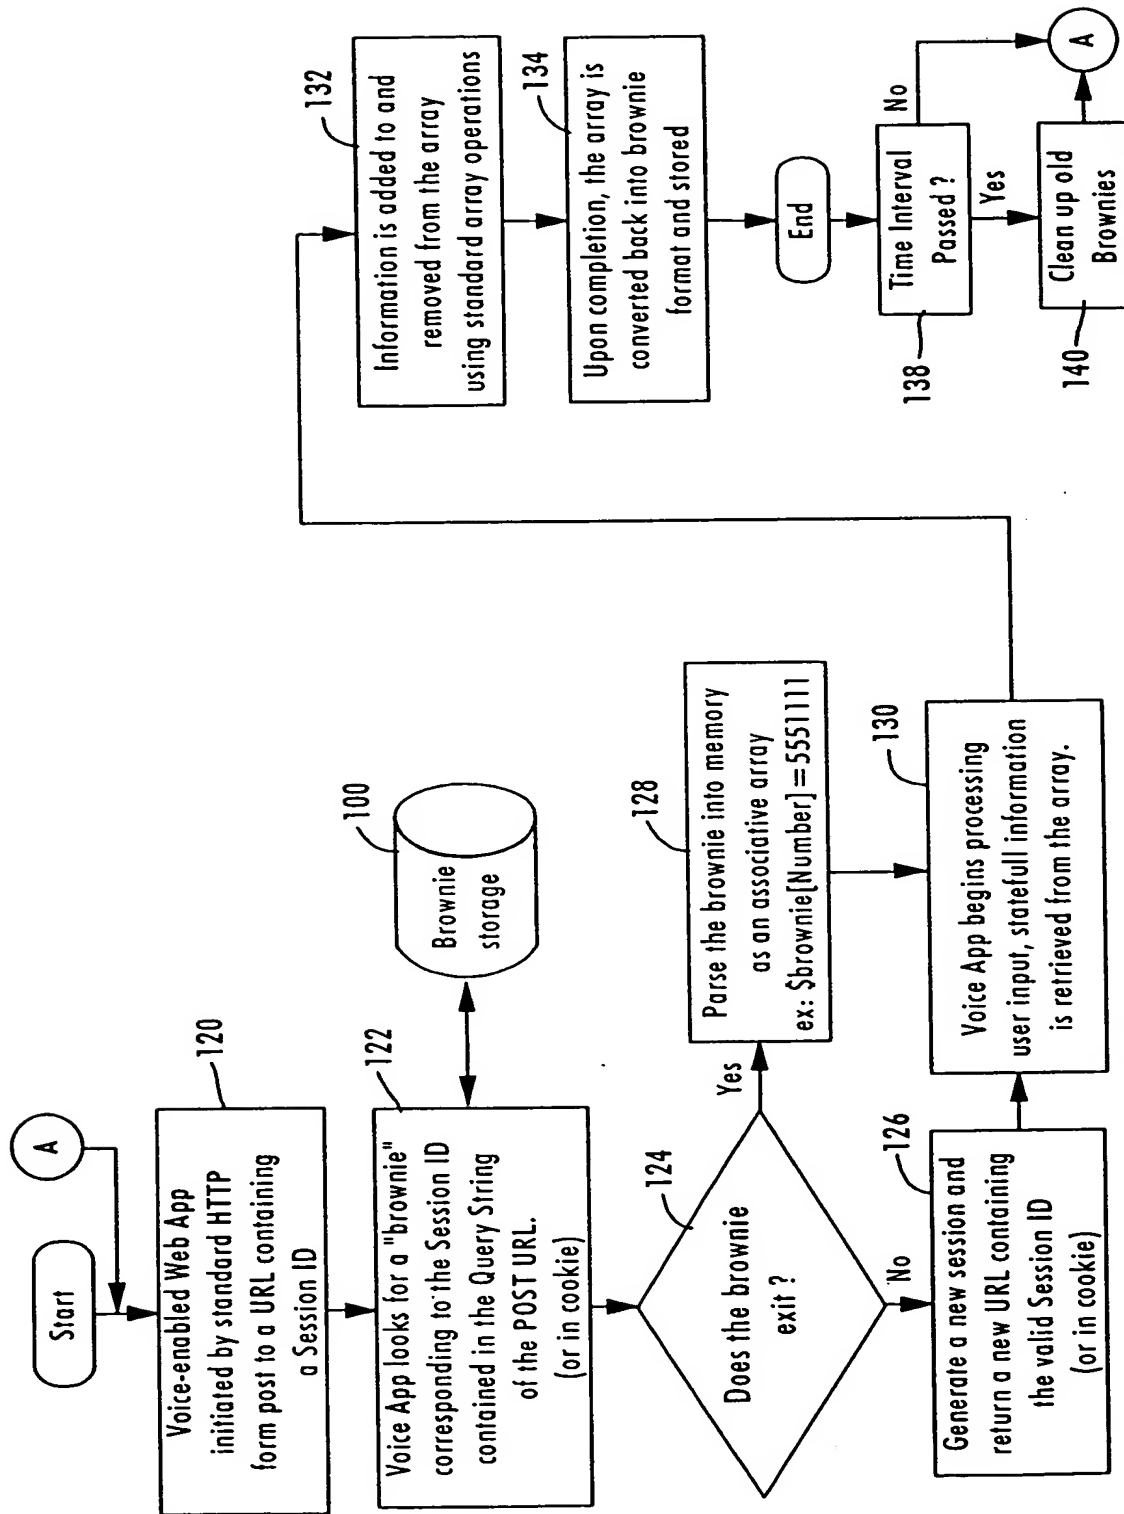 Start
A
120
Voice-enabled Web App
initiated by standard HTTP
form post to a URL containing
a Session ID
122
Voice App looks for a "brownie"
corresponding to the Session ID
contained in the Query String
of the POST URL.
(or in cookie)
100
Brownie
storage
124
Does the brownie
exit ?
Yes
No
128
Parse the brownie into memory
as an associative array
ex: $brownie[Number]=5551111
126
Generate a new session and
return a new URL containing
the valid Session ID
(or in cookie)
130
Voice App begins processing
user input, statefull information
is retrieved from the array.
132
Information is added to and
removed from the array
using standard array operations
134
Upon completion, the array is
converted back into brownie
format and stored
End
Time Interval
Passed ?
138
No
Yes
Clean up old
Brownies
140
A